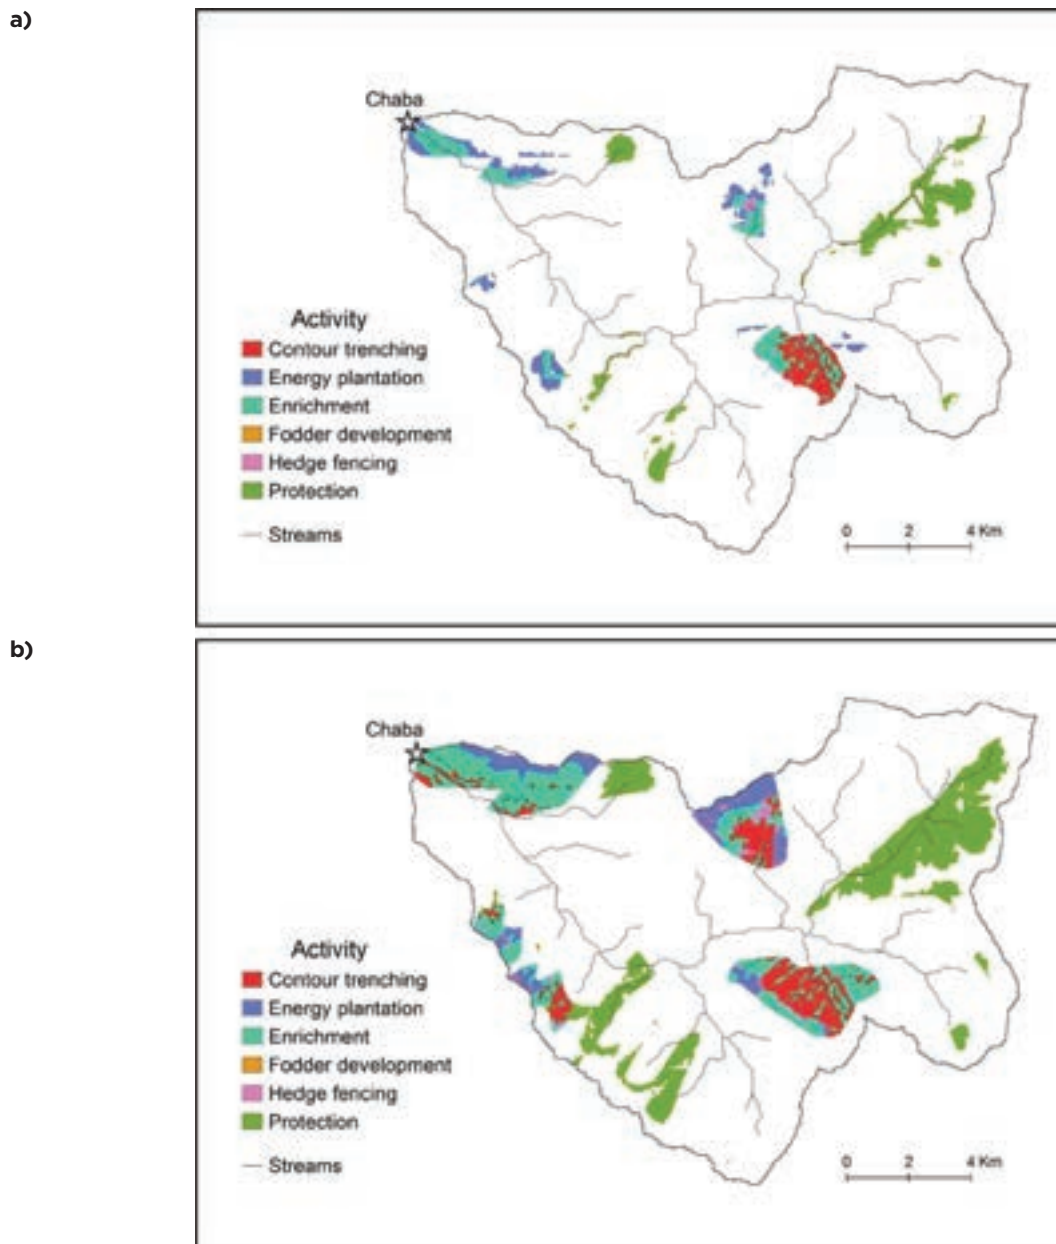 a)
Chaba
Activity
Contour trenching
Energy plantation
Enrichment
Fodder development
Hedge fencing
Protection
Streams
0 2 4 Km
b)
Chaba
Activity
Contour trenching
Energy plantation
Enrichment
Fodder development
Hedge fencing
Protection
Streams
0 2 4 Km